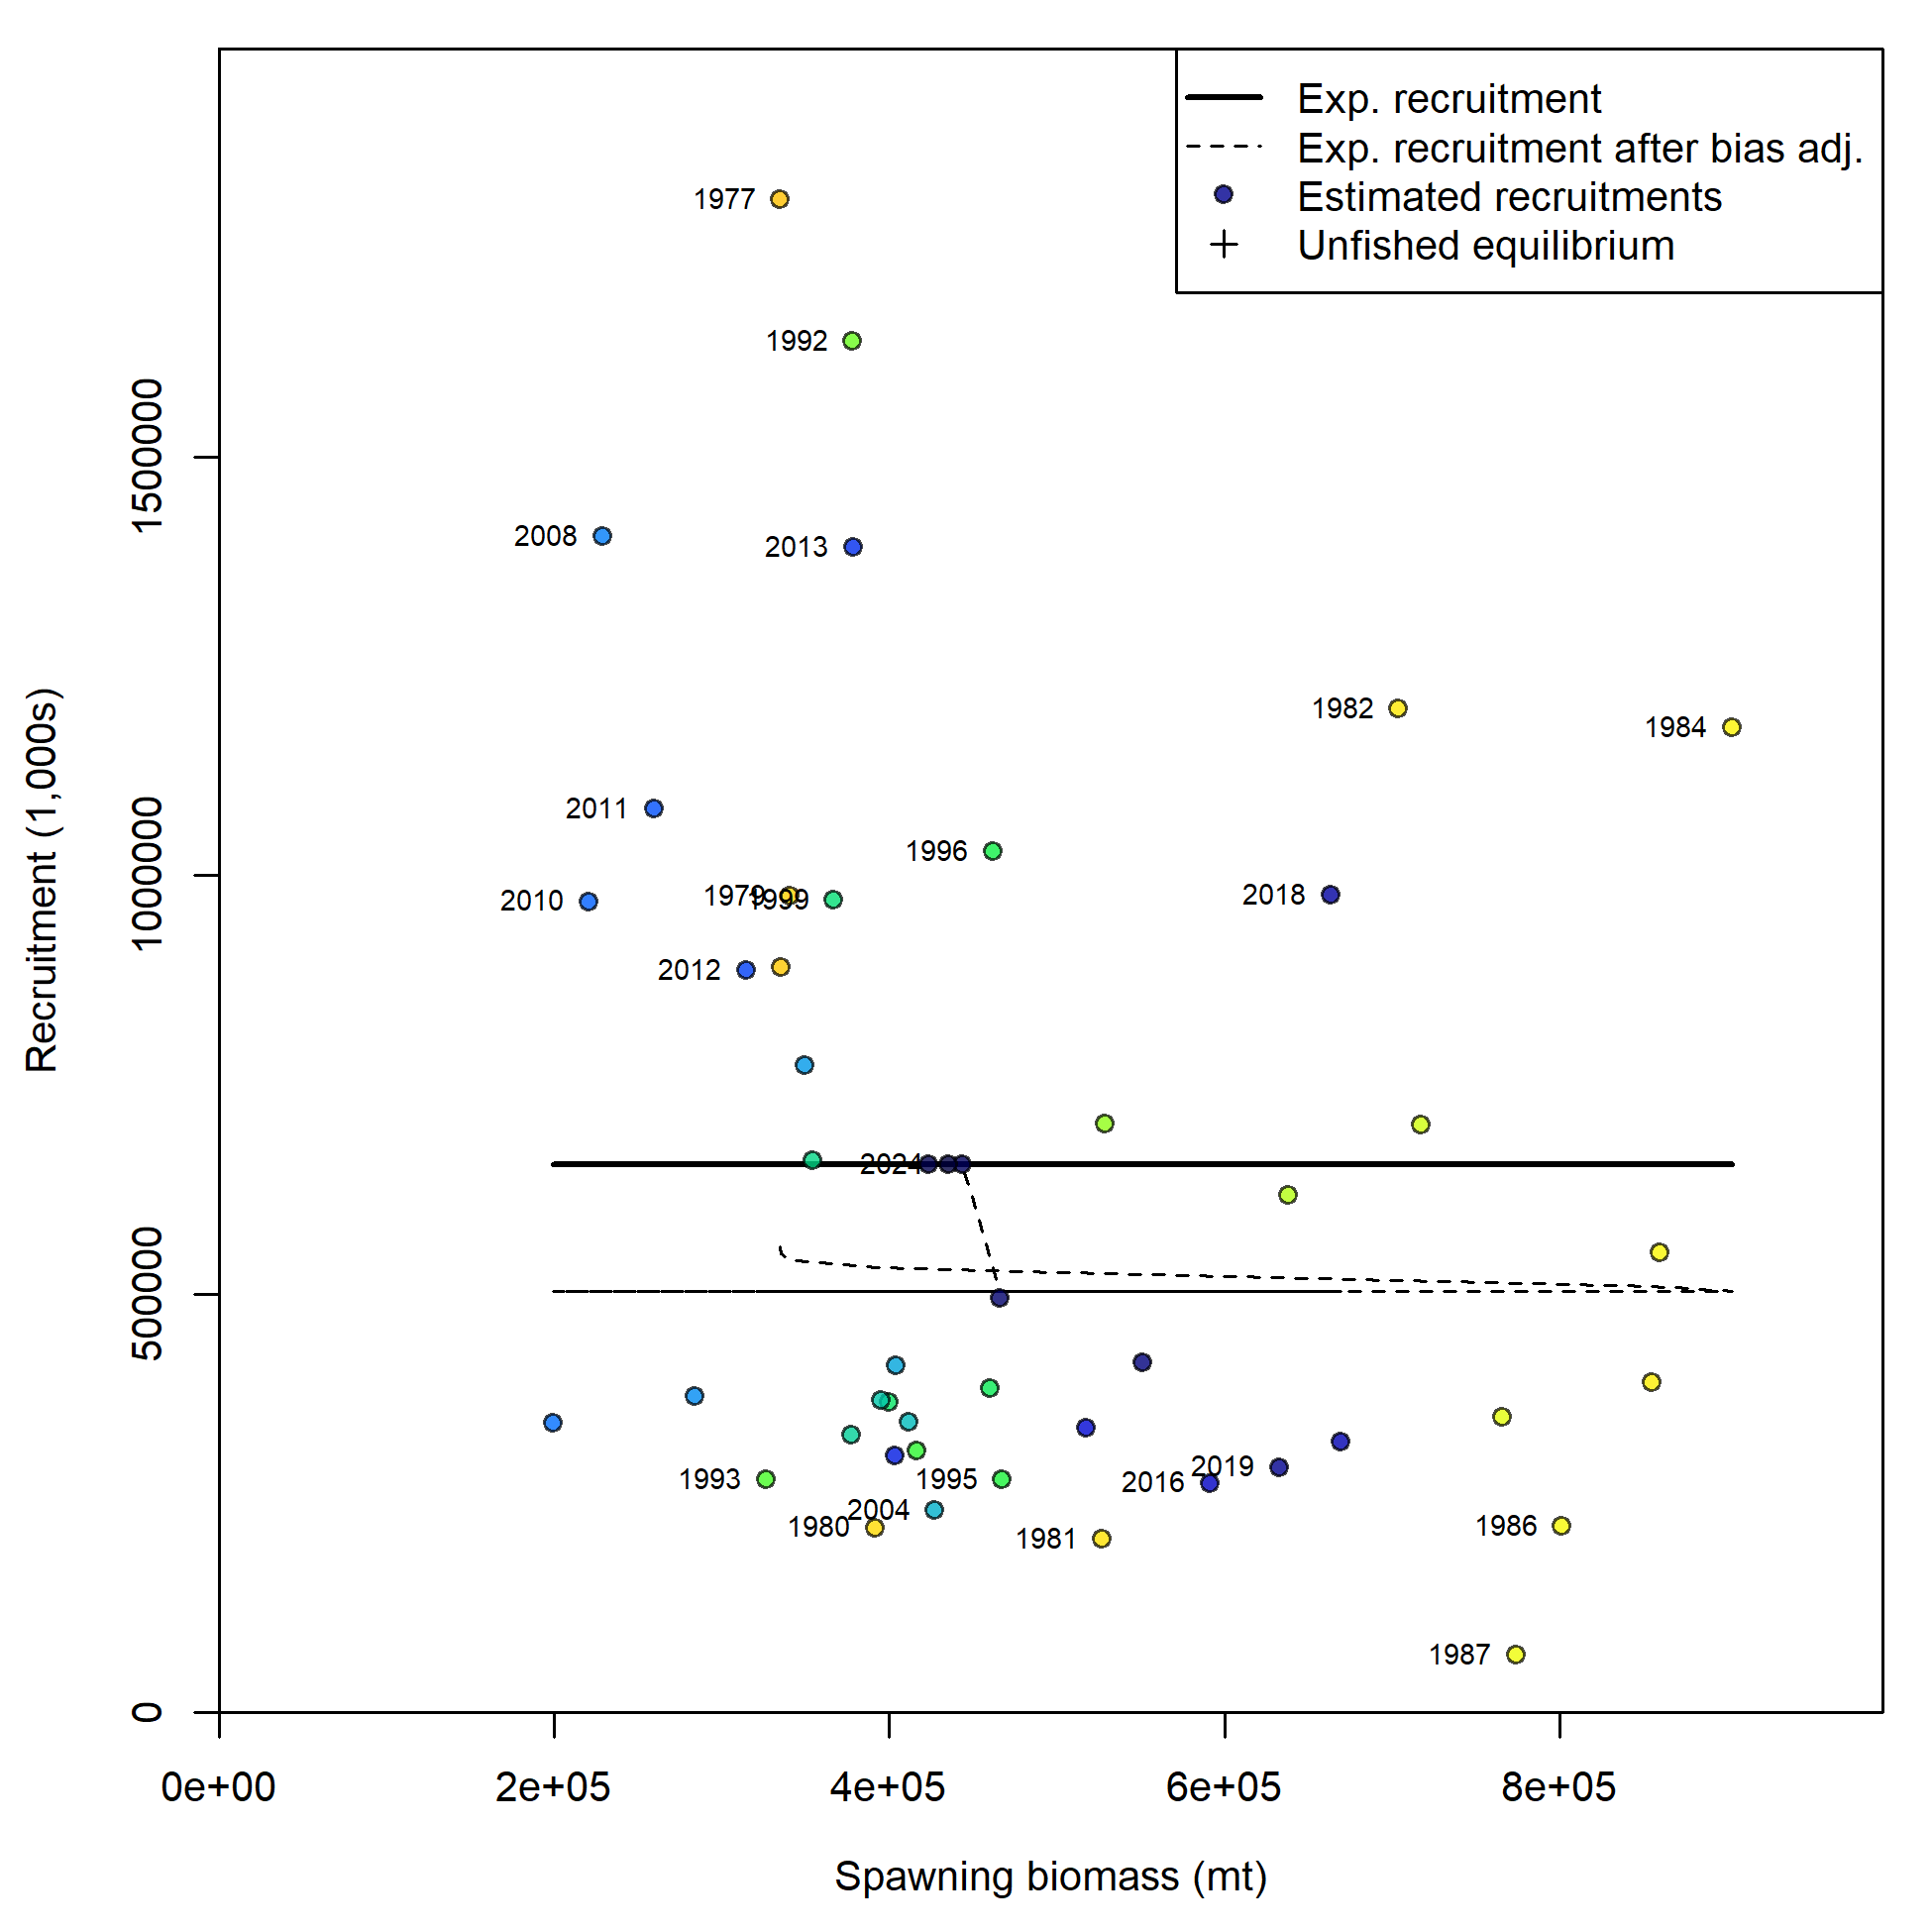 Exp. recruitment
Exp. recruitment after bias adj.
Estimated recruitments
Unfished equilibrium
1977
1992
1500000
2008
2013
1982
1984
Recruitment (1,000s)
2011
1996
1000000
2010
1979
1999
2018
2012
2024
500000
1993
1995
2016
2019
2004
1980
1981
1986
1987
0
0e+00
2e+05
4e+05
6e+05
8e+05
Spawning biomass (mt)